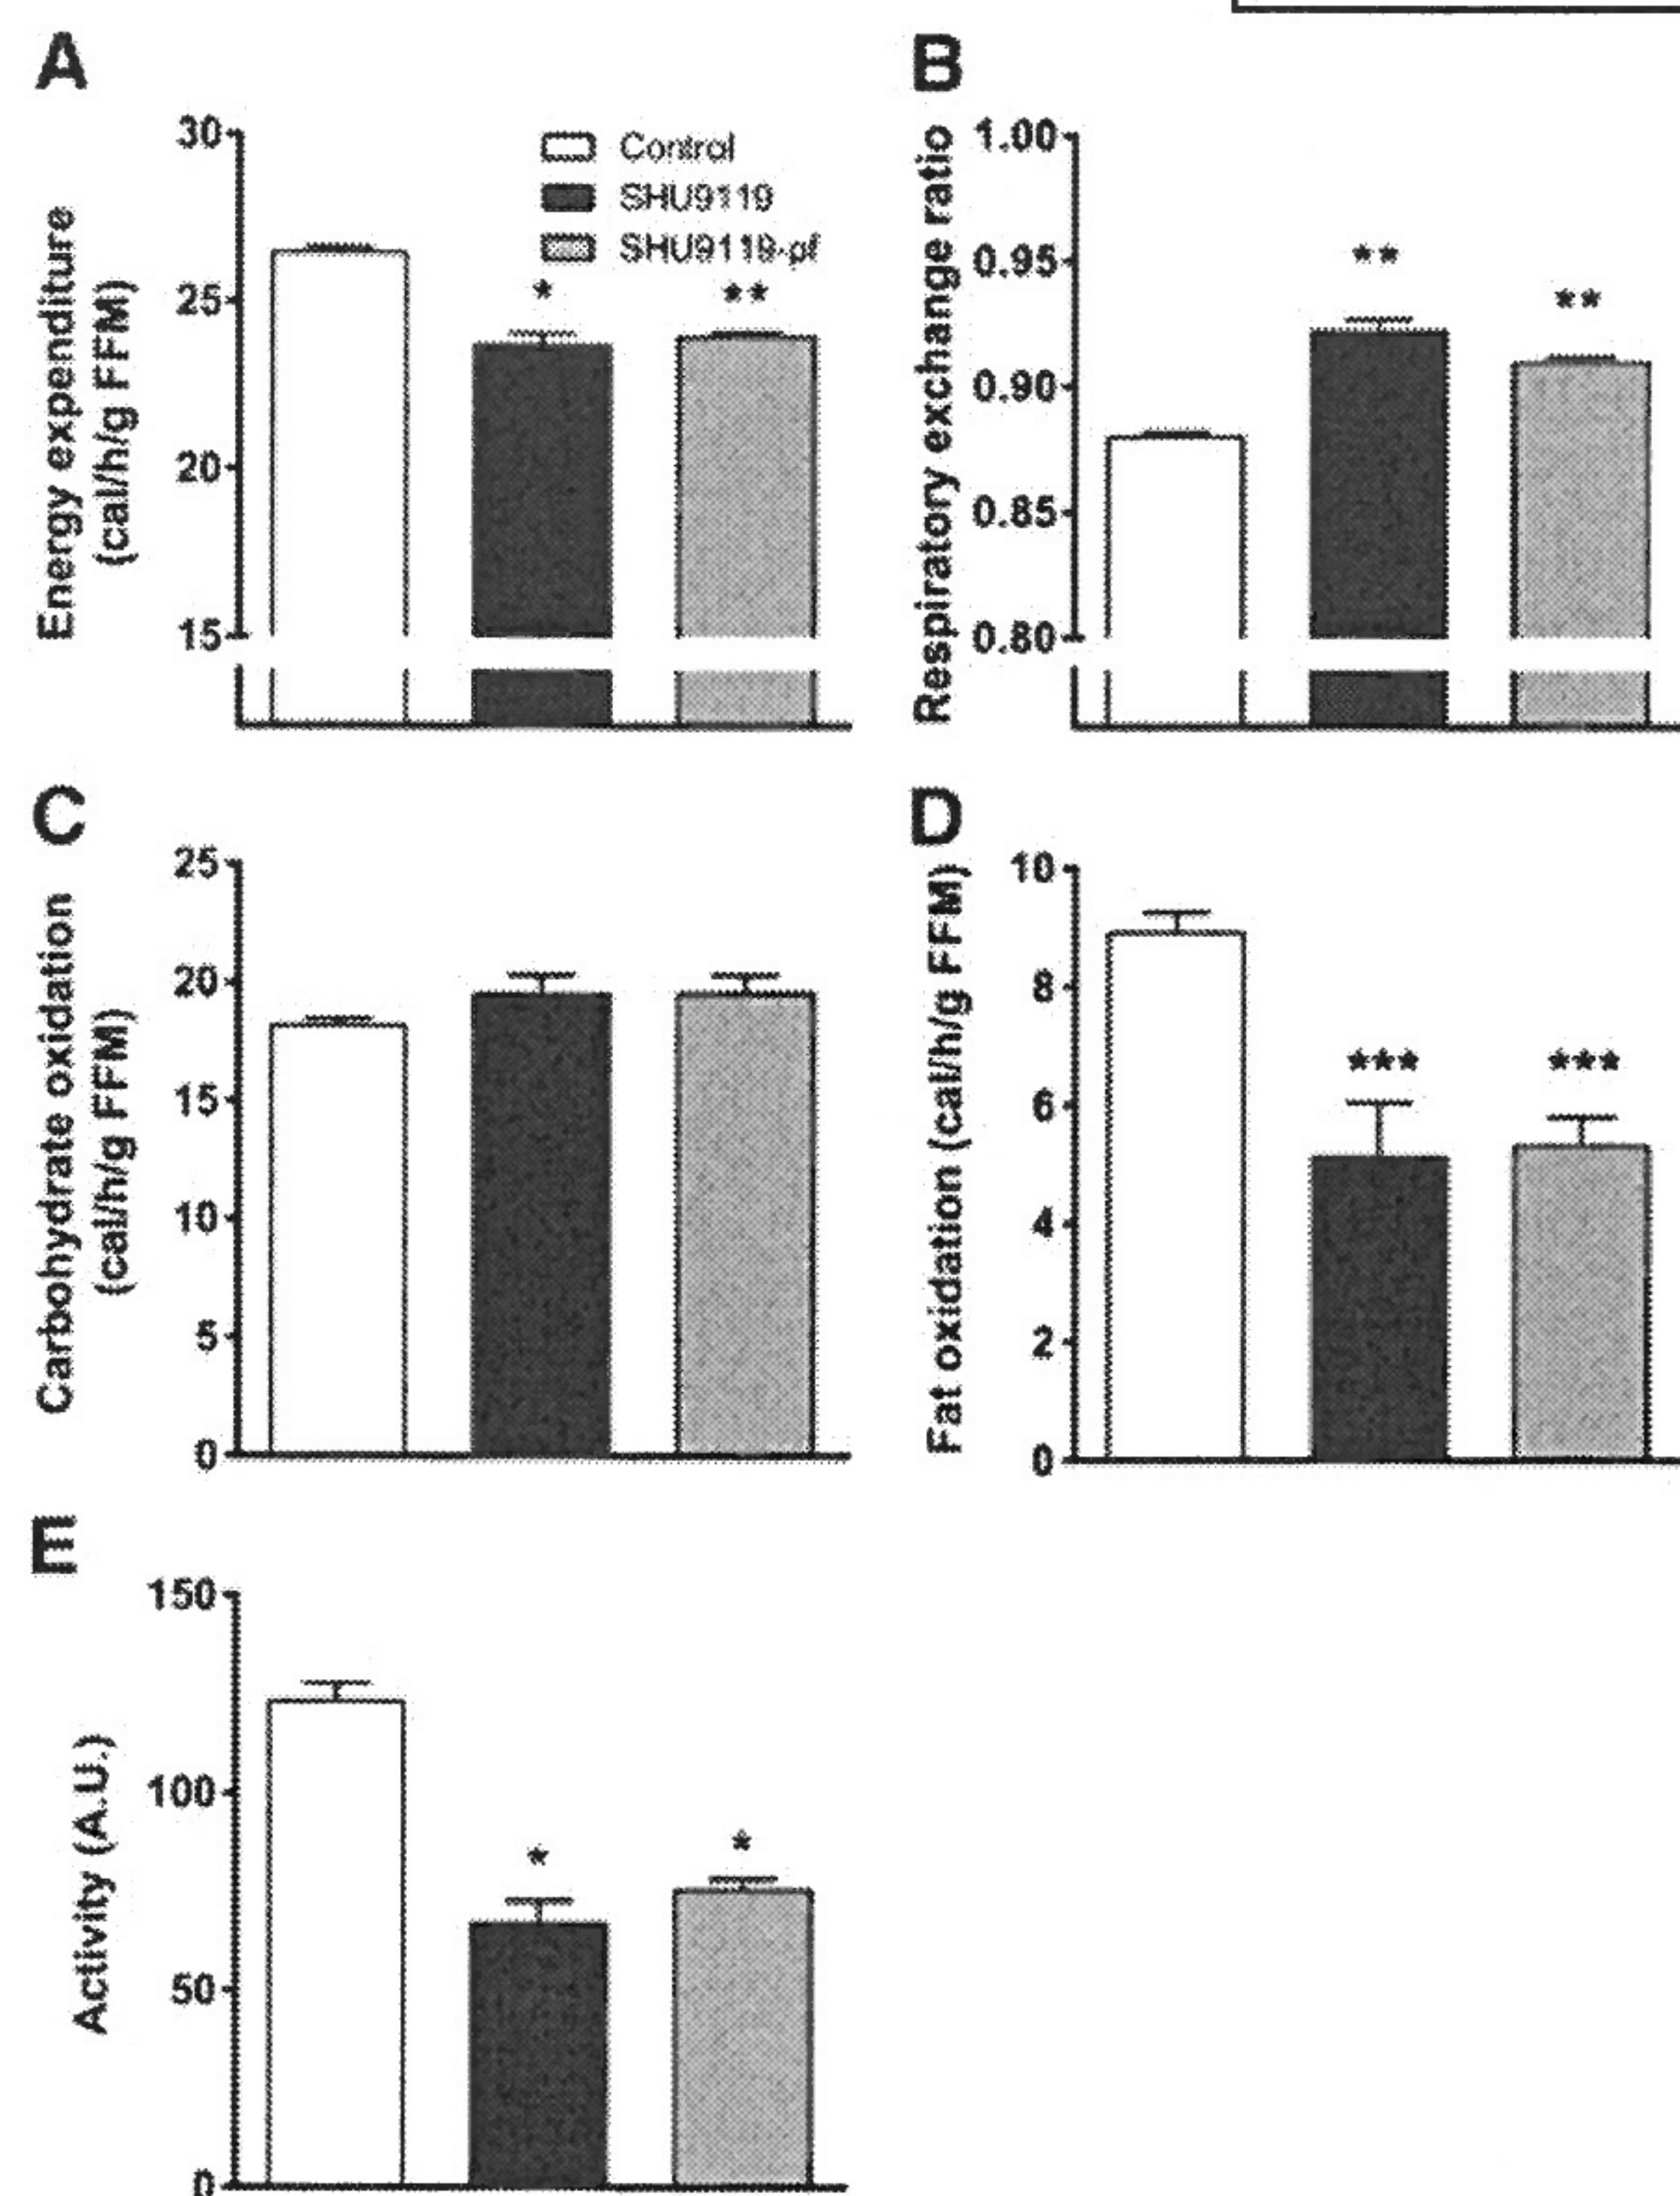 A
Energy expenditure
(cal/h/g FFM)
30
25
20
15
Control
SHU9119
SHU9119-pf
*
**
B
Respiratory exchange ratio
1.00
0.95
0.90
0.85
0.80
**
**
C
Carbohydrate oxidation
(cal/h/g FFM)
25
20
15
10
5
0
D
Fat oxidation (cal/h/g FFM)
10
8
6
4
2
0
***
***
E
Activity (A.U.)
150
100
50
0
*
*